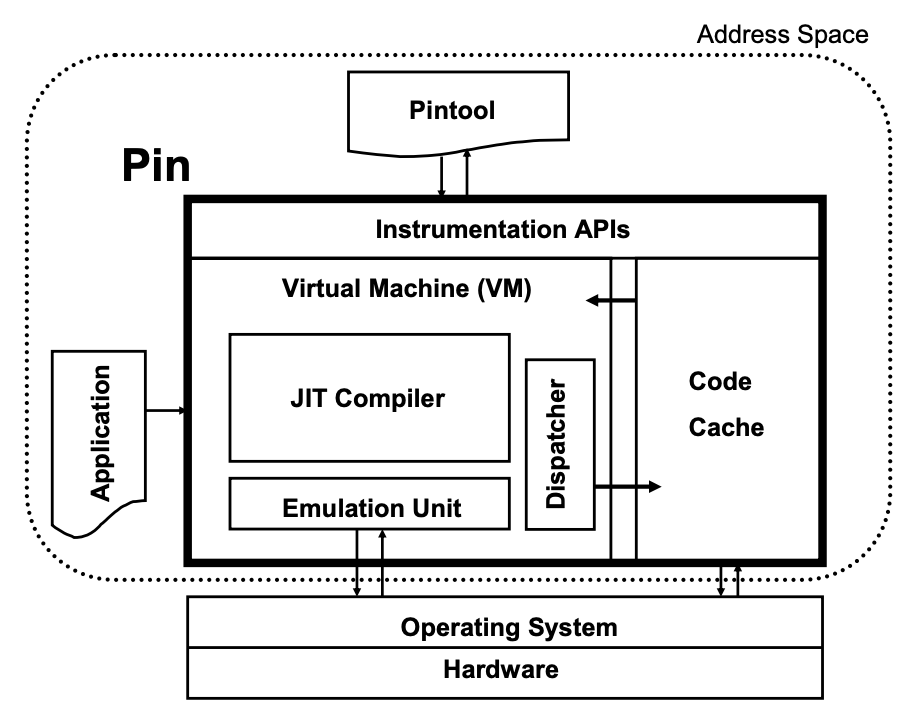 Address Space
Pintool
Pin
Instrumentation APIs
Virtual Machine (VM)
JIT Compiler
Emulation Unit
Dispatcher
Code
Cache
Application
Operating System
Hardware